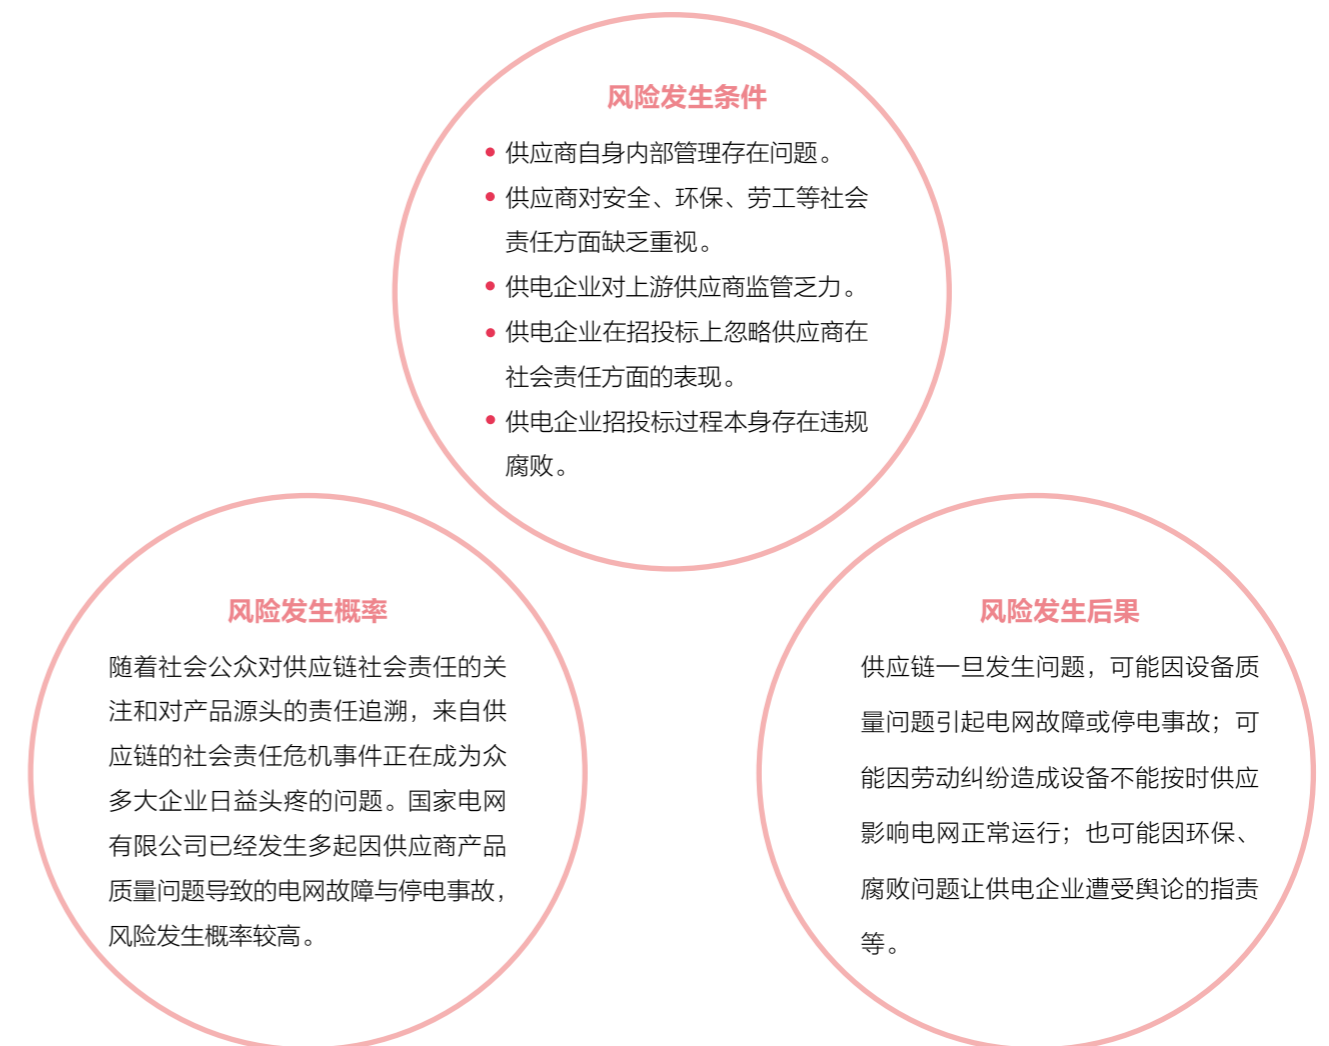 风险发生条件
• 供应商自身内部管理存在问题。
• 供应商对安全、环保、劳工等社会
责任方面缺乏重视。
• 供电企业对上游供应商监管乏力。
• 供电企业在招投标上忽略供应商在
社会责任方面的表现。
• 供电企业招投标过程本身存在违规
腐败。
风险发生概率
随着社会公众对供应链社会责任的关
注和对产品源头的责任追溯，来自供
应链的社会责任危机事件正在成为众
多大企业日益头疼的问题。国家电网
有限公司已经发生多起因供应商产品
质量问题导致的电网故障与停电事故，
风险发生概率较高。
风险发生后果
供应链一旦发生问题，可能因设备质
量问题引起电网故障或停电事故；可
能因劳动纠纷造成设备不能按时供应
影响电网正常运行；也可能因环保、
腐败问题让供电企业遭受舆论的指责
等。